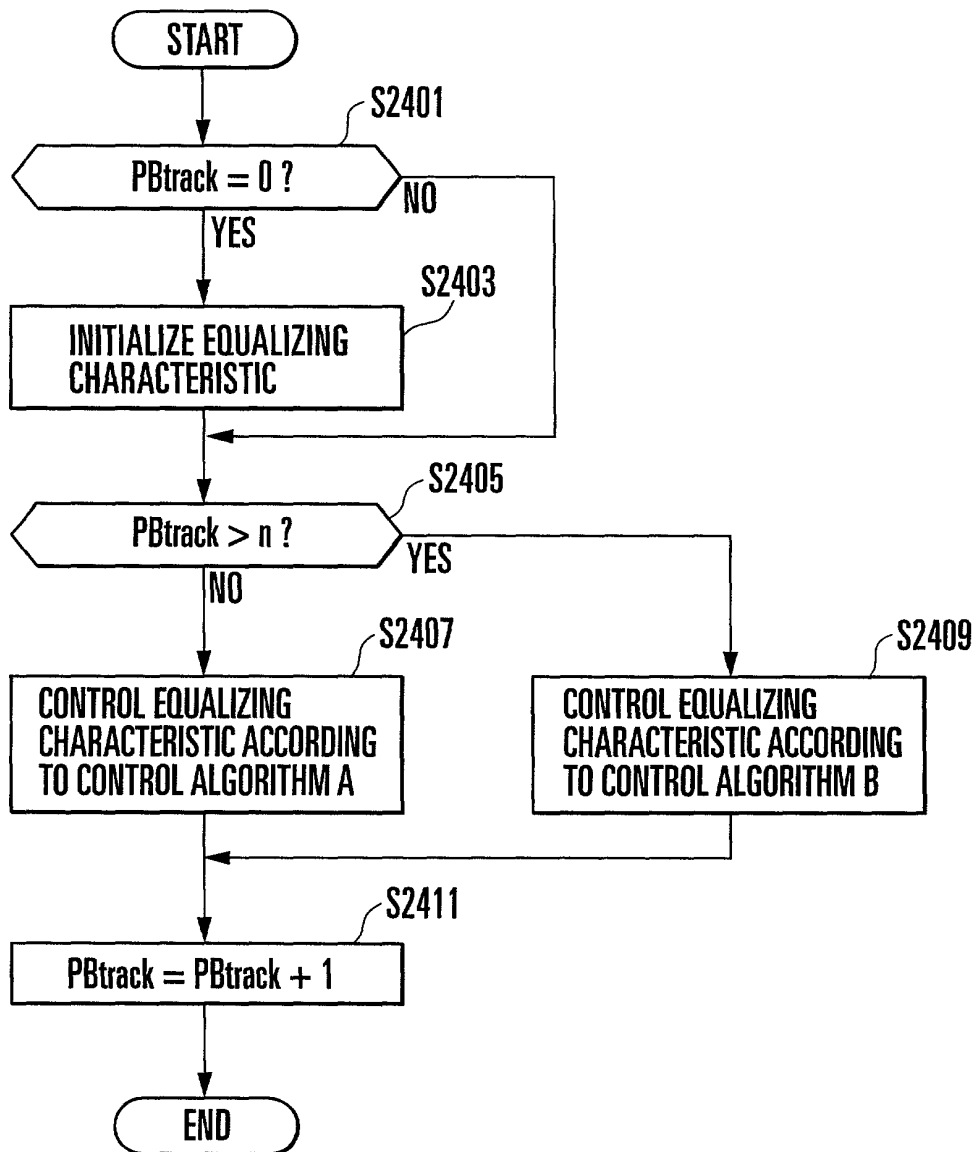 START
S2401
PBtrack = 0 ?
NO
YES
S2403
INITIALIZE EQUALIZING
CHARACTERISTIC
S2405
PBtrack > n ?
YES
NO
S2407
S2409
CONTROL EQUALIZING
CHARACTERISTIC ACCORDING
TO CONTROL ALGORITHM A
CONTROL EQUALIZING
CHARACTERISTIC ACCORDING
TO CONTROL ALGORITHM B
S2411
PBtrack = PBtrack + 1
END